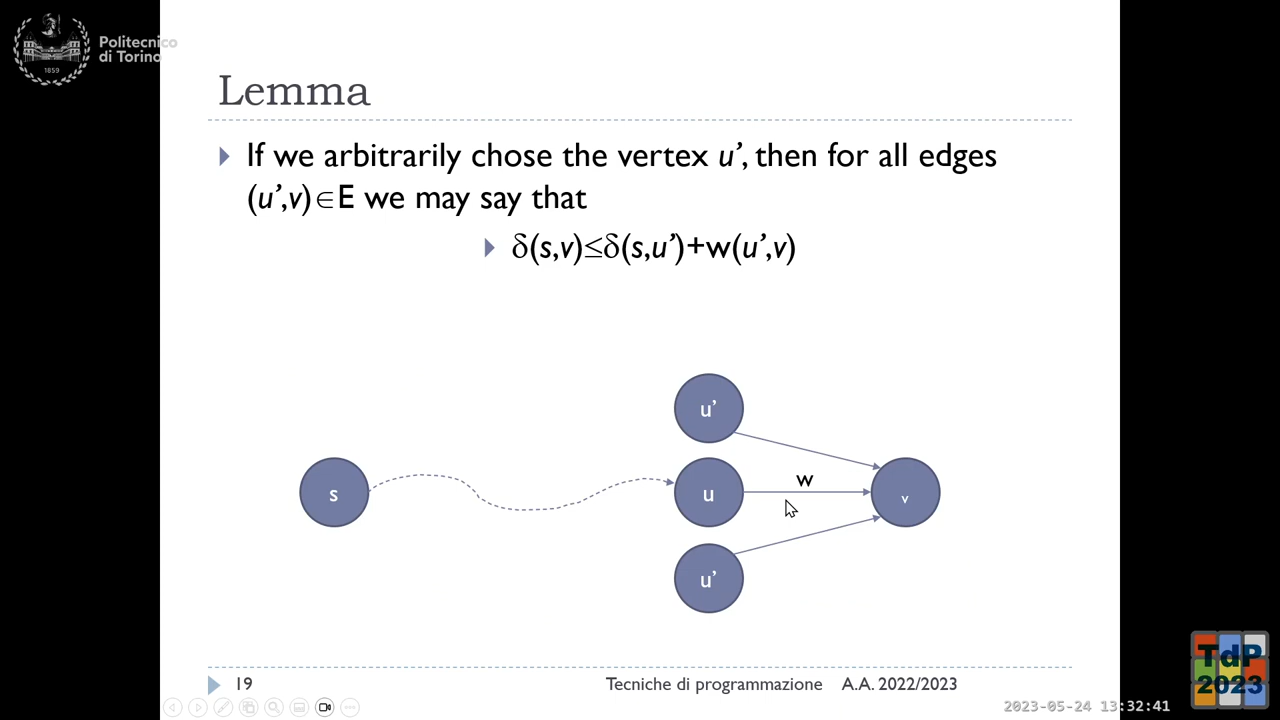 Politecnico
di Torino
1859
Lemma
If we arbitrarily chose the vertex u’, then for all edges
(u’,v)∈E we may say that
δ(s,v)≤δ(s,u’)+w(u’,v)
u’
s
u
w
v
u’
19
Tecniche di programmazione A.A. 2022/2023
TdP
2023
2023-05-24 13:32:41